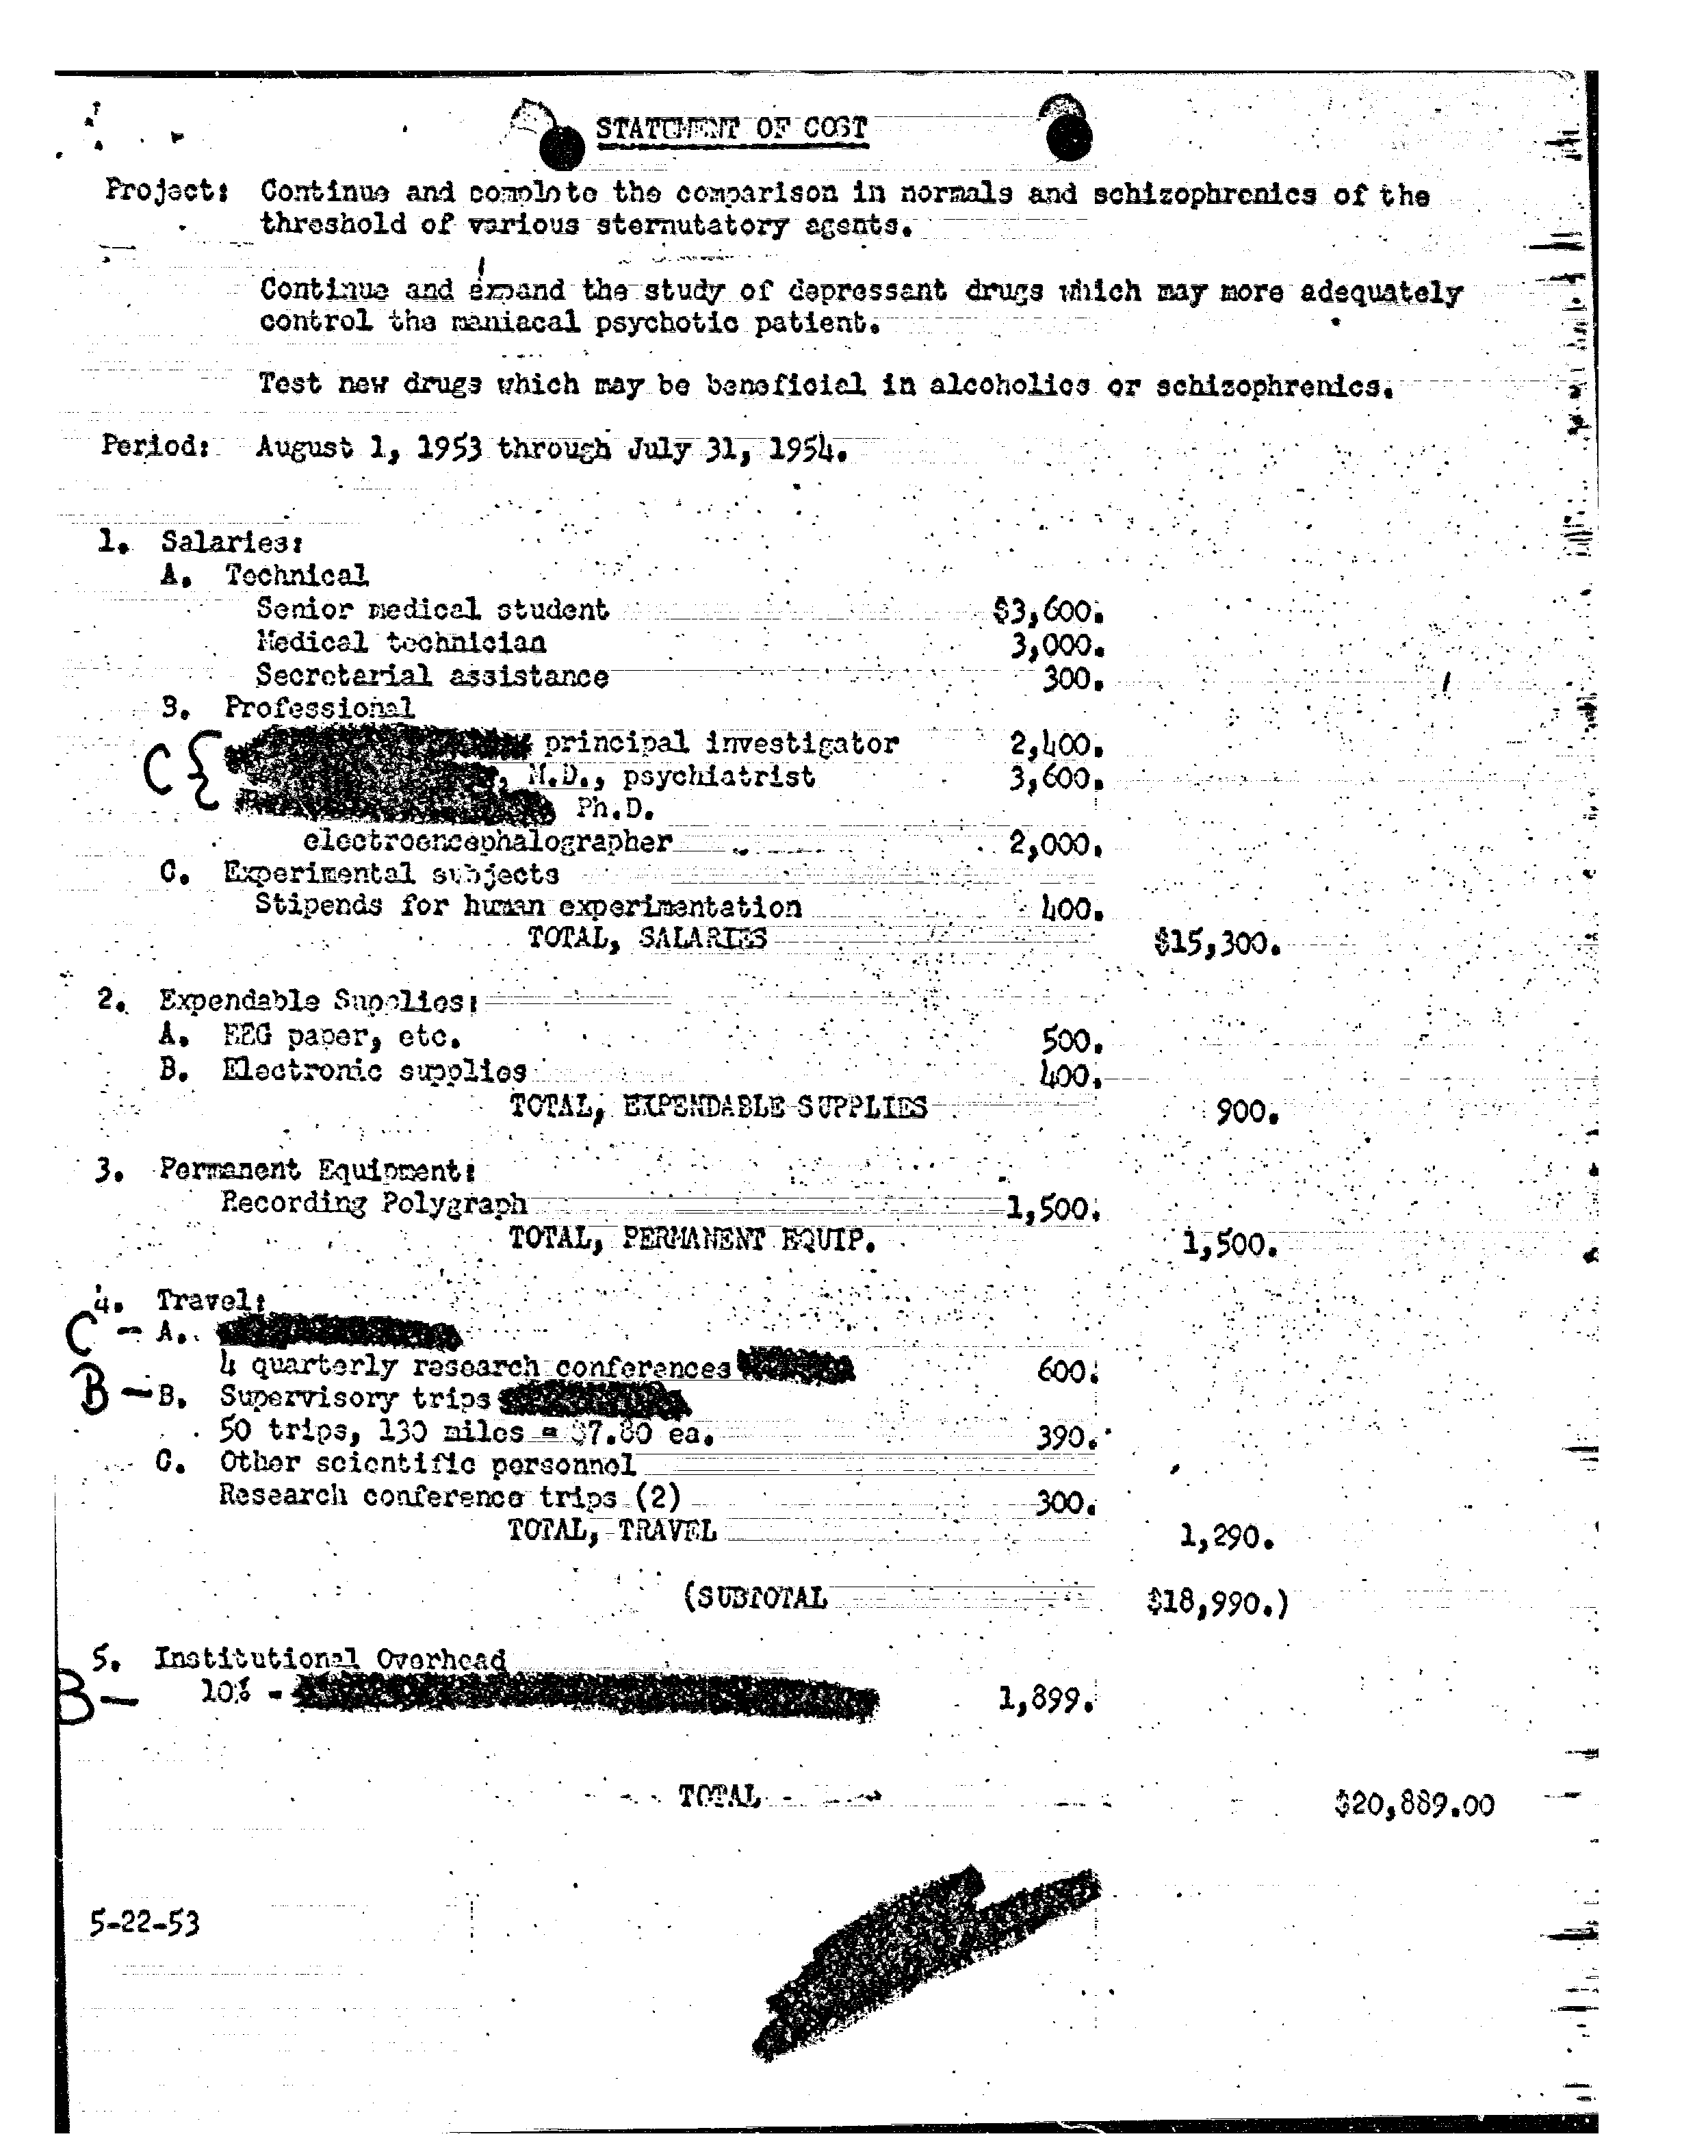 STATEMENT OF COST
Project: Continue and complete the comparison in normals and schizophrenics of the
threshold of various sternutatory agents.
Continue and expand the study of depressant drugs which may more adequately
control the maniacal psychotic patient.
Test new drugs which may be beneficial in alcoholics or schizophrenics.
Period: August 1, 1953 through July 31, 1954.
1. Salaries:
A. Technical
Senior medical student $3,600.
Medical technician 3,000.
Secretarial assistance 300.
B. Professional
C { principal investigator 2,400.
, M.D., psychiatrist 3,600.
Ph.D.
electroencephalographer 2,000.
C. Experimental subjects
Stipends for human experimentation 400.
TOTAL, SALARIES $15,300.
2. Expendable Supplies:
A. EEG paper, etc. 500.
B. Electronic supplies 400.
TOTAL, EXPENDABLE SUPPLIES 900.
3. Permanent Equipment:
Recording Polygraph 1,500.
TOTAL, PERMANENT EQUIP. 1,500.
4. Travel:
C - A.
4 quarterly research conferences 600.
B - B. Supervisory trips
50 trips, 130 miles = $7.80 ea. 390.
C. Other scientific personnel
Research conference trips (2) 300.
TOTAL, TRAVEL 1,290.
(SUBTOTAL $18,990.)
5. Institutional Overhead
B - 10% - 1,899.
TOTAL $20,889.00
5-22-53